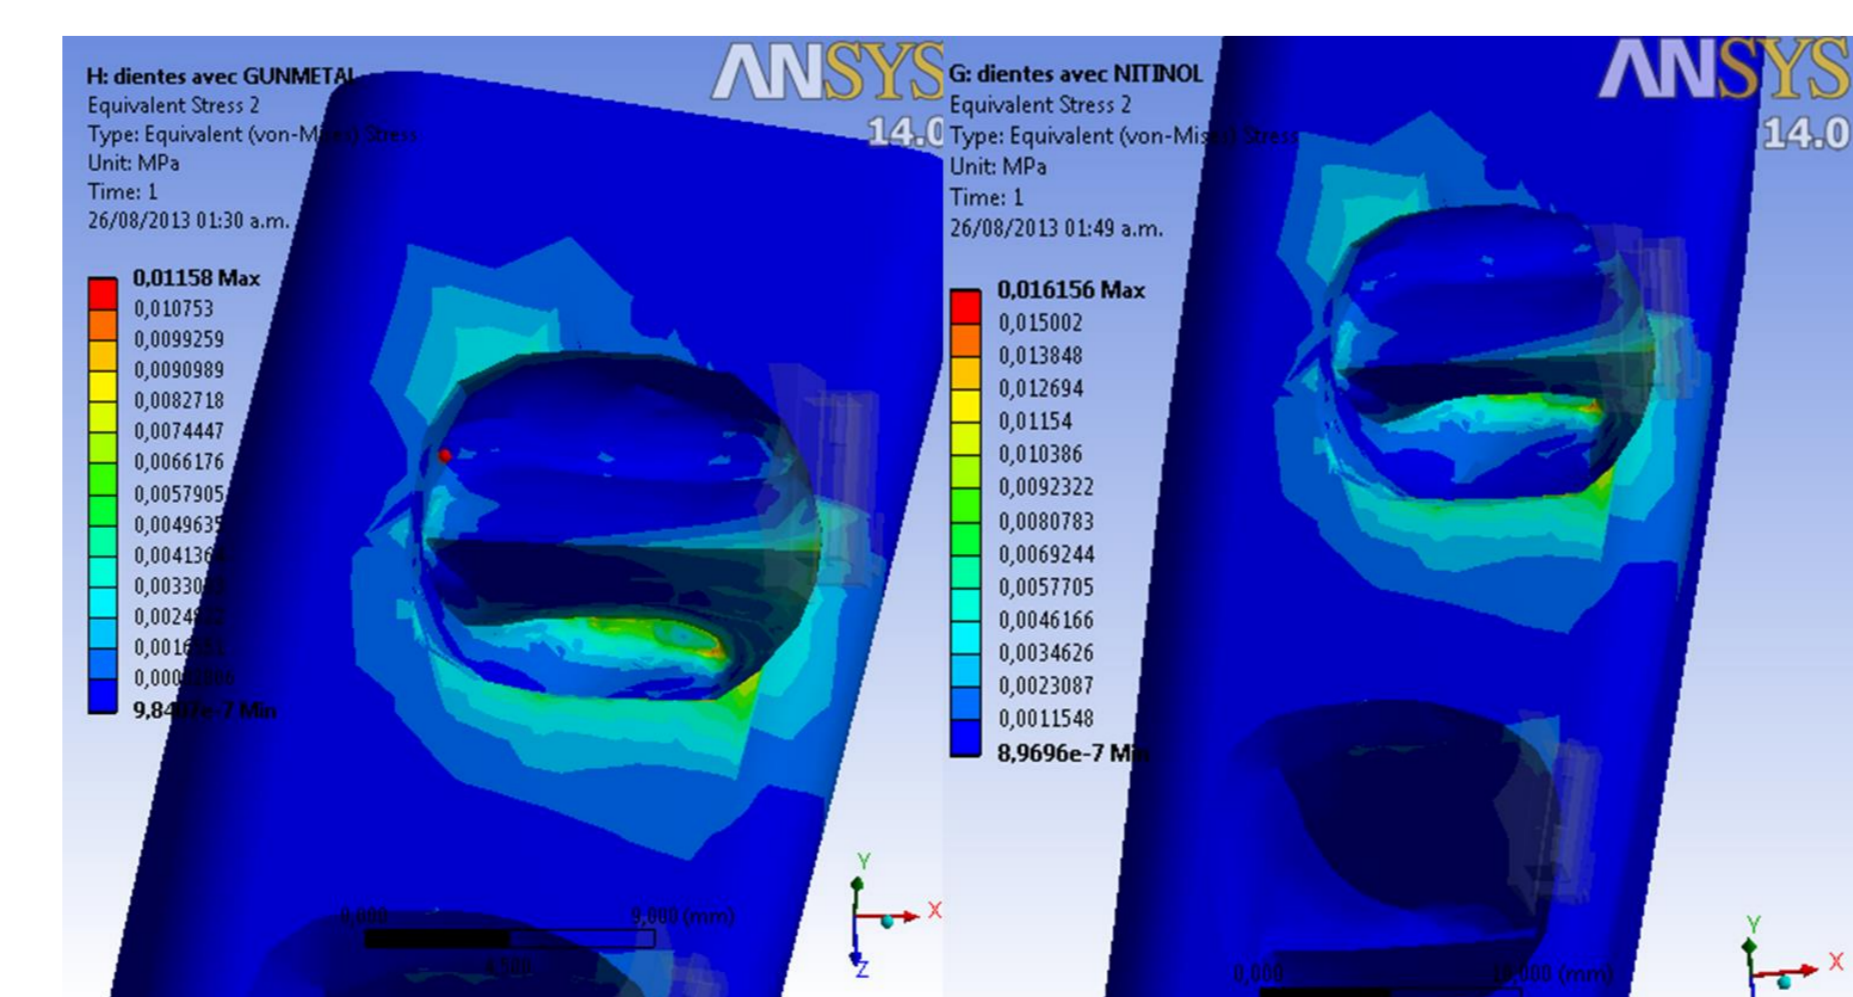 H: dientes avec GUNMETAL
Equivalent Stress 2
Type: Equivalent (von-Mises) Stress
Unit: MPa
Time: 1
26/08/2013 01:30 a.m.
ANSYS
14.0
0,01158 Max
0,010753
0,0099259
0,0090989
0,0082718
0,0074447
0,0066176
0,0057905
0,0049635
Min
0,000
9,000 (mm)
4,500
Y
X
Z
G: dientes avec NITINOL
Equivalent Stress 2
Type: Equivalent (von-Mises) Stress
Unit: MPa
Time: 1
26/08/2013 01:49 a.m.
ANSYS
14.0
0,016156 Max
0,015002
0,013848
0,012694
0,01154
0,010386
0,0092322
0,0080783
0,0069244
0,0057705
0,0046166
0,0034626
0,0023087
0,0011548
8,9696e-7 Min
0,000
(mm)
Y
X